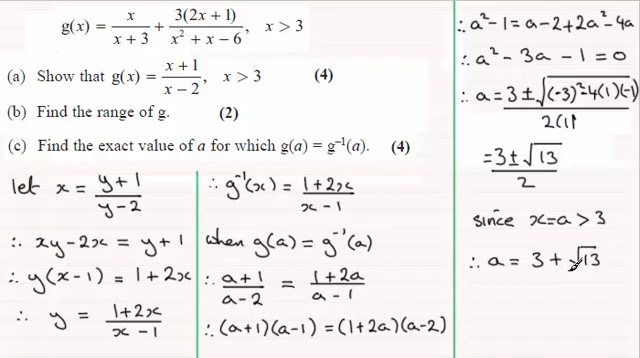 g(x) = x/(x + 3) + 3(2x + 1)/(x² + x − 6), x > 3
(a) Show that g(x) = (x + 1)/(x − 2), x > 3 (4)
(b) Find the range of g. (2)
(c) Find the exact value of a for which g(a) = g⁻¹(a). (4)
let x = (y+1)/(y−2)
∴ xy − 2x = y + 1
∴ y(x−1) = 1 + 2x
∴ y = (1+2x)/(x−1)
∴ g⁻¹(x) = (1+2x)/(x−1)
when g(a) = g⁻¹(a)
∴ (a+1)/(a−2) = (1+2a)/(a−1)
∴ (a+1)(a−1) = (1+2a)(a−2)
∴ a² − 1 = a − 2 + 2a² − 4a
∴ a² − 3a − 1 = 0
∴ a = (3 ± √((−3)² − 4(1)(−1)))/(2(1)
= (3 ± √13)/2
since x = a > 3
∴ a = 3 + √13